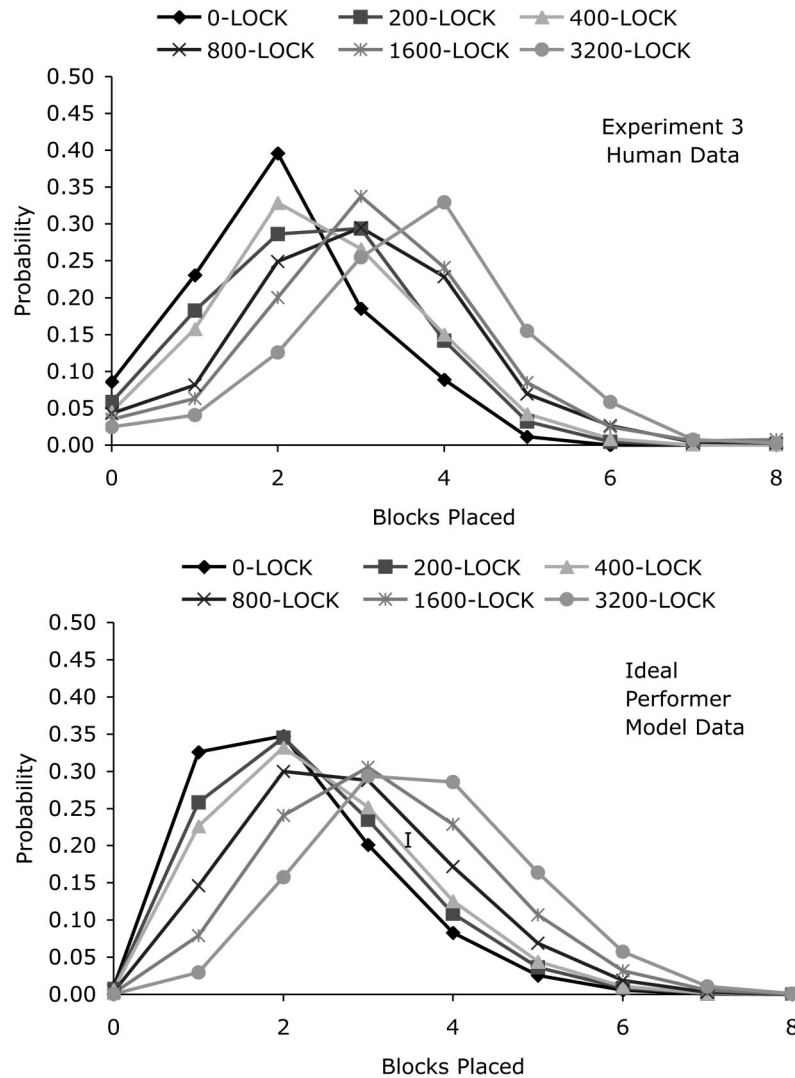 0-LOCK 200-LOCK 400-LOCK
800-LOCK 1600-LOCK 3200-LOCK
0.50
0.45
0.40
0.35
0.30
0.25
0.20
0.15
0.10
0.05
0.00
Probability
Experiment 3
Human Data
0 2 4 6 8
Blocks Placed
0-LOCK 200-LOCK 400-LOCK
800-LOCK 1600-LOCK 3200-LOCK
0.50
0.45
0.40
0.35
0.30
0.25
0.20
0.15
0.10
0.05
0.00
Probability
Ideal
Performer
Model Data
0 2 4 6 8
Blocks Placed